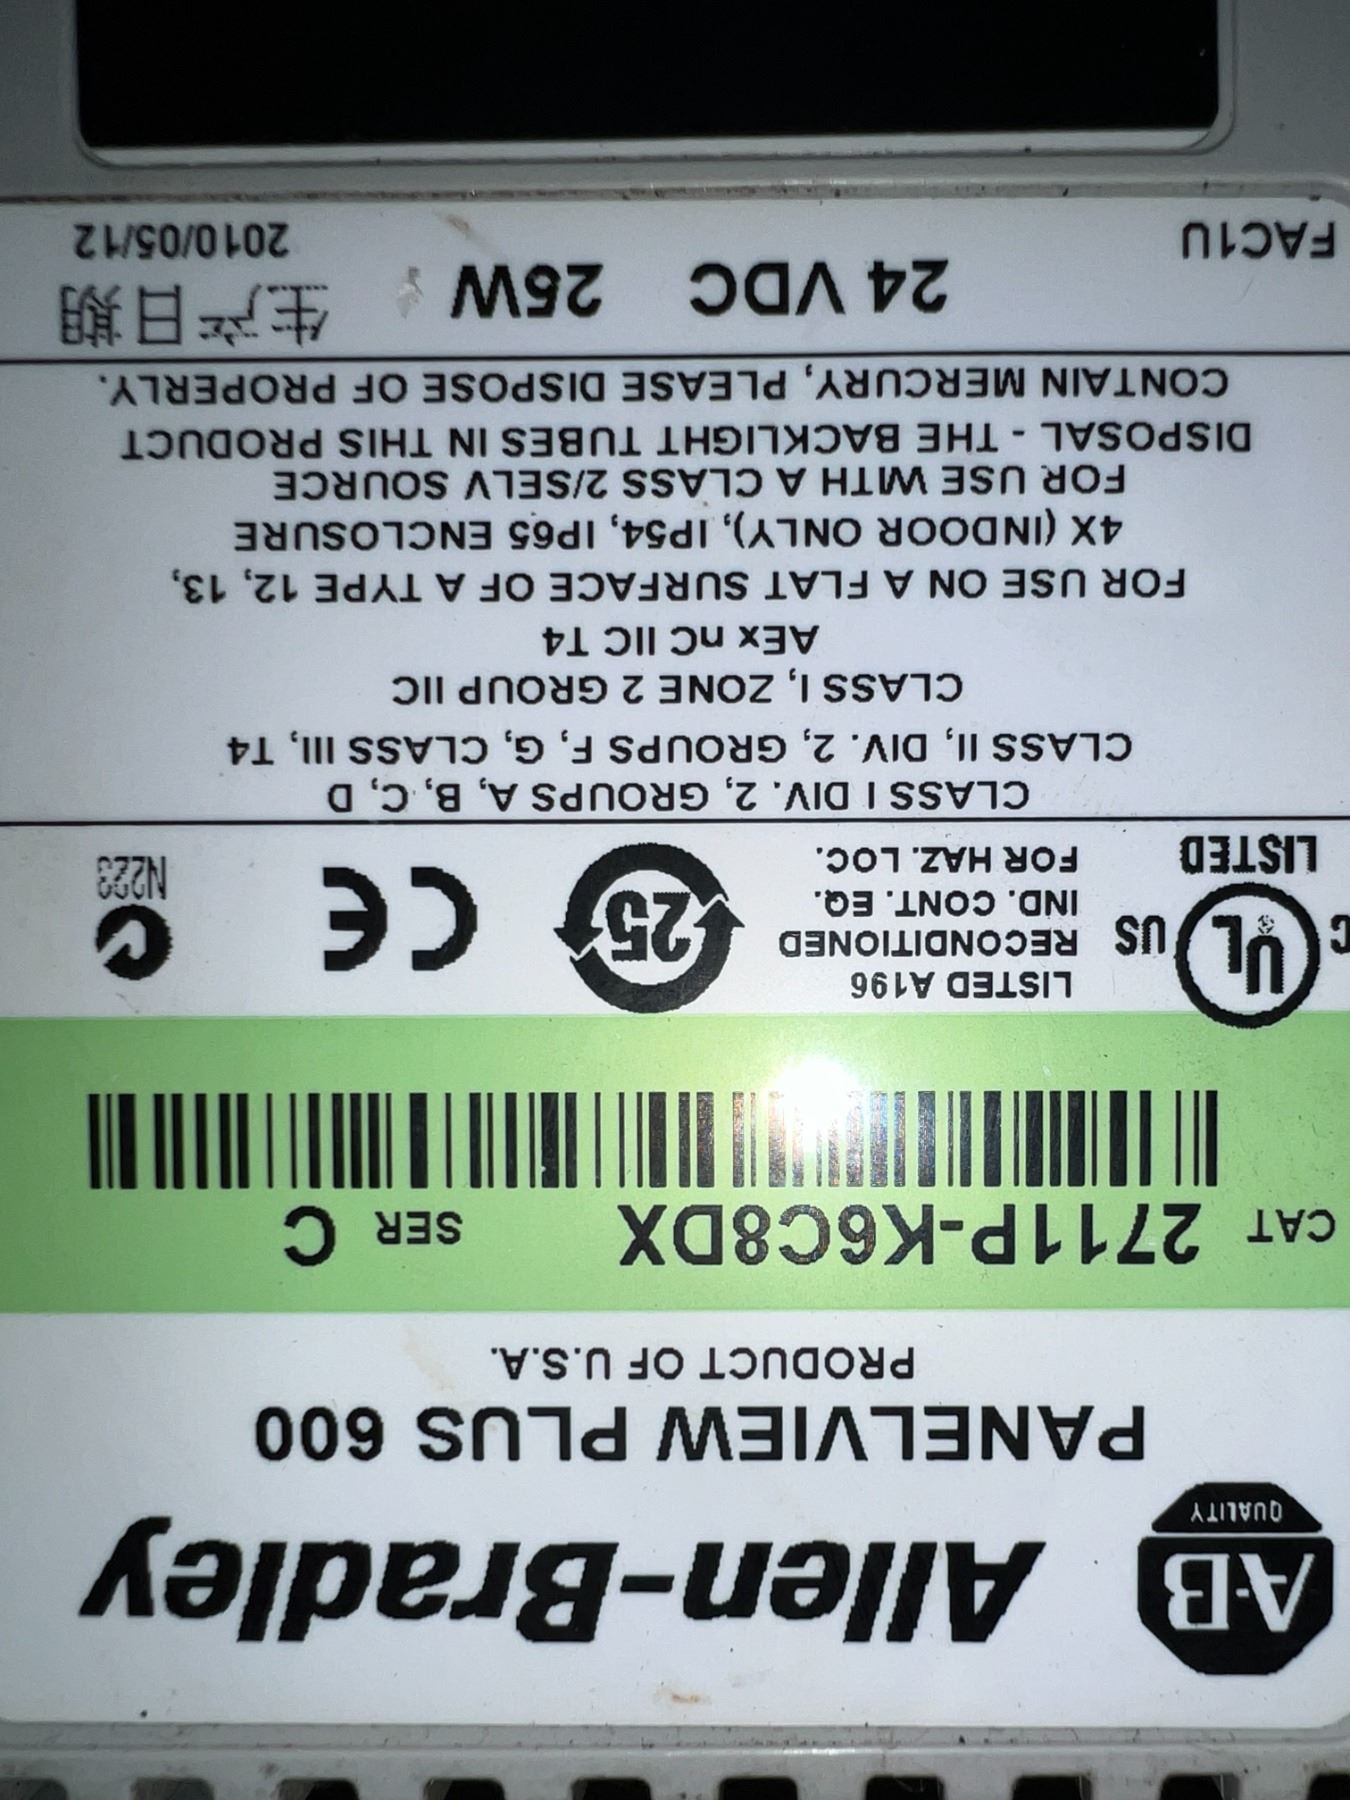 A-B
QUALITY
Allen-Bradley
PANELVIEW PLUS 600
PRODUCT OF U.S.A.
CAT 2711P-K6C8DX SER C
C UL US
LISTED
LISTED A196
RECONDITIONED
IND. CONT. EQ.
FOR HAZ. LOC.
25
CE
N223
CLASS I DIV. 2, GROUPS A, B, C, D
CLASS II, DIV. 2, GROUPS F, G, CLASS III, T4
CLASS I, ZONE 2 GROUP IIC
AEx nC IIC T4
FOR USE ON A FLAT SURFACE OF A TYPE 12, 13,
4X (INDOOR ONLY), IP54, IP65 ENCLOSURE
FOR USE WITH A CLASS 2/SELV SOURCE
DISPOSAL - THE BACKLIGHT TUBES IN THIS PRODUCT
CONTAIN MERCURY, PLEASE DISPOSE OF PROPERLY.
FAC1U
24 VDC 25W
生产日期
2010/05/12